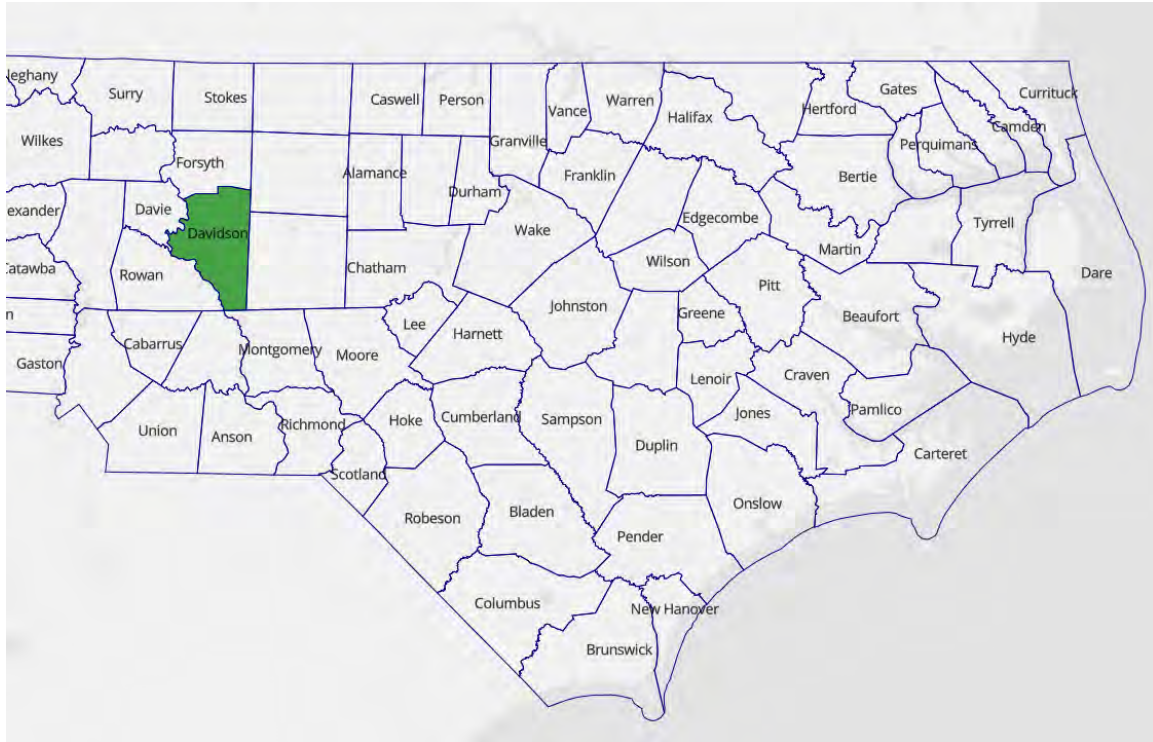 leghany
Surry
Stokes
Caswell
Person
Vance
Warren
Halifax
Hertford
Gates
Currituck
Camden
Wilkes
Forsyth
Granville
Perquimans
Alamance
Durham
Franklin
Bertie
exander
Davie
Davidson
Wake
Edgecombe
Martin
Tyrrell
Catawba
Rowan
Chatham
Wilson
Pitt
Dare
n
Johnston
Greene
Beaufort
Hyde
Cabarrus
Lee
Harnett
Gaston
Montgomery
Moore
Lenoir
Craven
Union
Anson
Richmond
Hoke
Cumberland
Sampson
Jones
Pamlico
Duplin
Carteret
Scotland
Robeson
Bladen
Onslow
Pender
Columbus
New Hanover
Brunswick